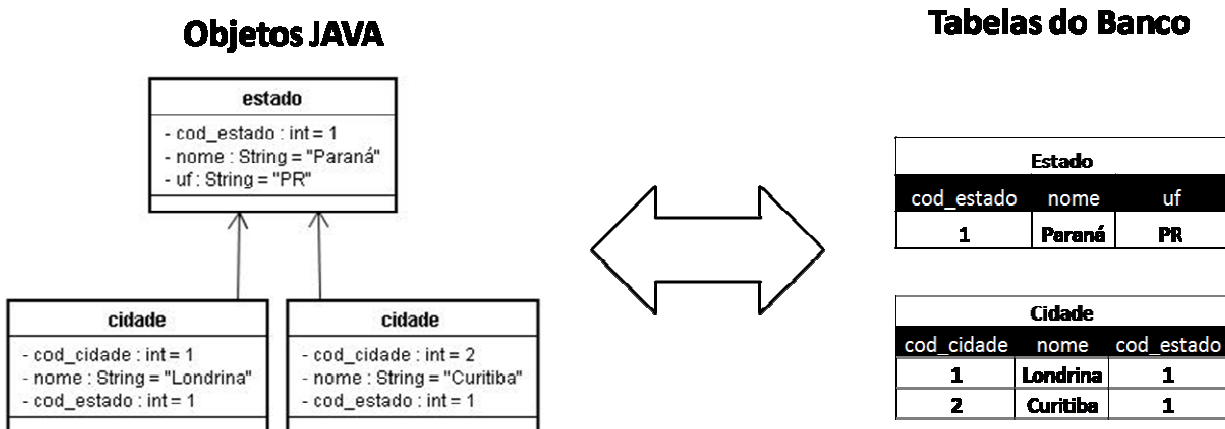 Objetos JAVA
estado
- cod_estado : int = 1
- nome : String = "Paraná"
- uf : String = "PR"
cidade
- cod_cidade : int = 1
- nome : String = "Londrina"
- cod_estado : int = 1
cidade
- cod_cidade : int = 2
- nome : String = "Curitiba"
- cod_estado : int = 1
Tabelas do Banco
Estado
cod_estado nome uf
1 Paraná PR
Cidade
cod_cidade nome cod_estado
1 Londrina 1
2 Curitiba 1